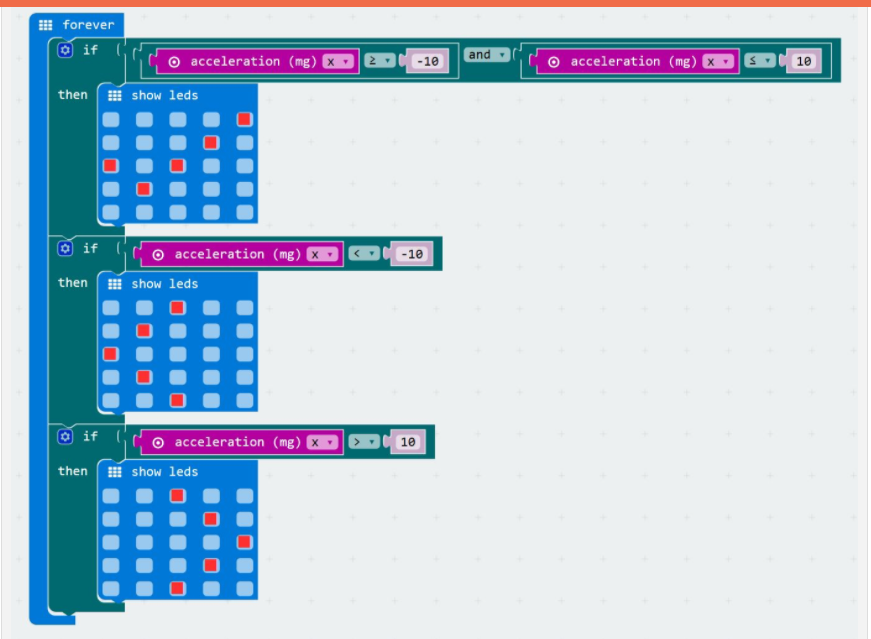 forever
if acceleration (mg) x ≥ -10 and acceleration (mg) x ≤ 10
then show leds
if acceleration (mg) x < -10
then show leds
if acceleration (mg) x > 10
then show leds